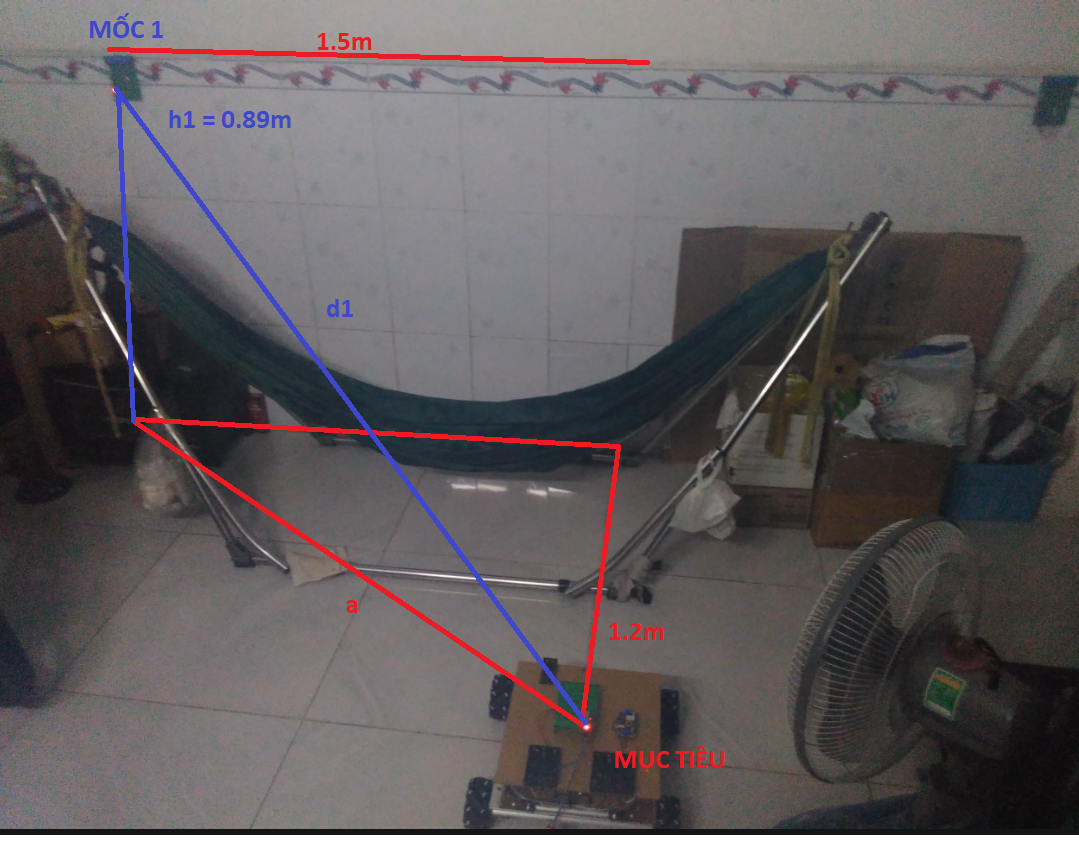 MỐC 1
1.5m
h1 = 0.89m
d1
a
1.2m
MỤC TIÊU